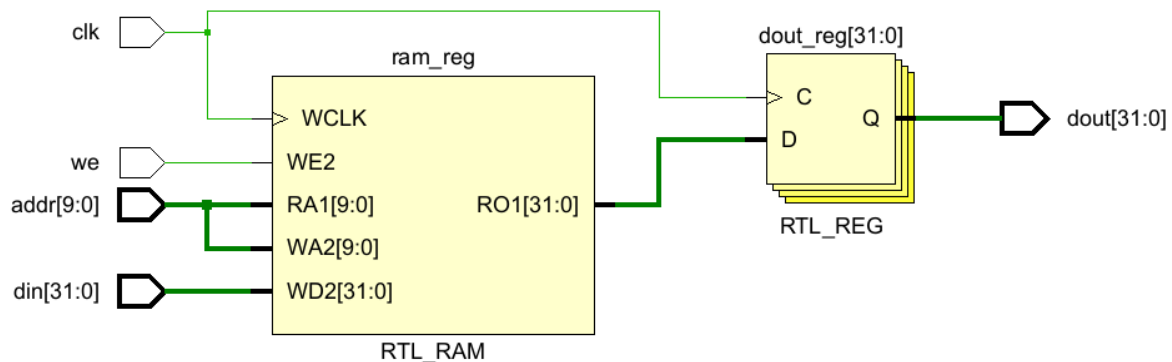 clk
we
addr[9:0]
din[31:0]
ram_reg
WCLK
WE2
RA1[9:0]
WA2[9:0]
WD2[31:0]
RO1[31:0]
RTL_RAM
dout_reg[31:0]
C
D
Q
RTL_REG
dout[31:0]